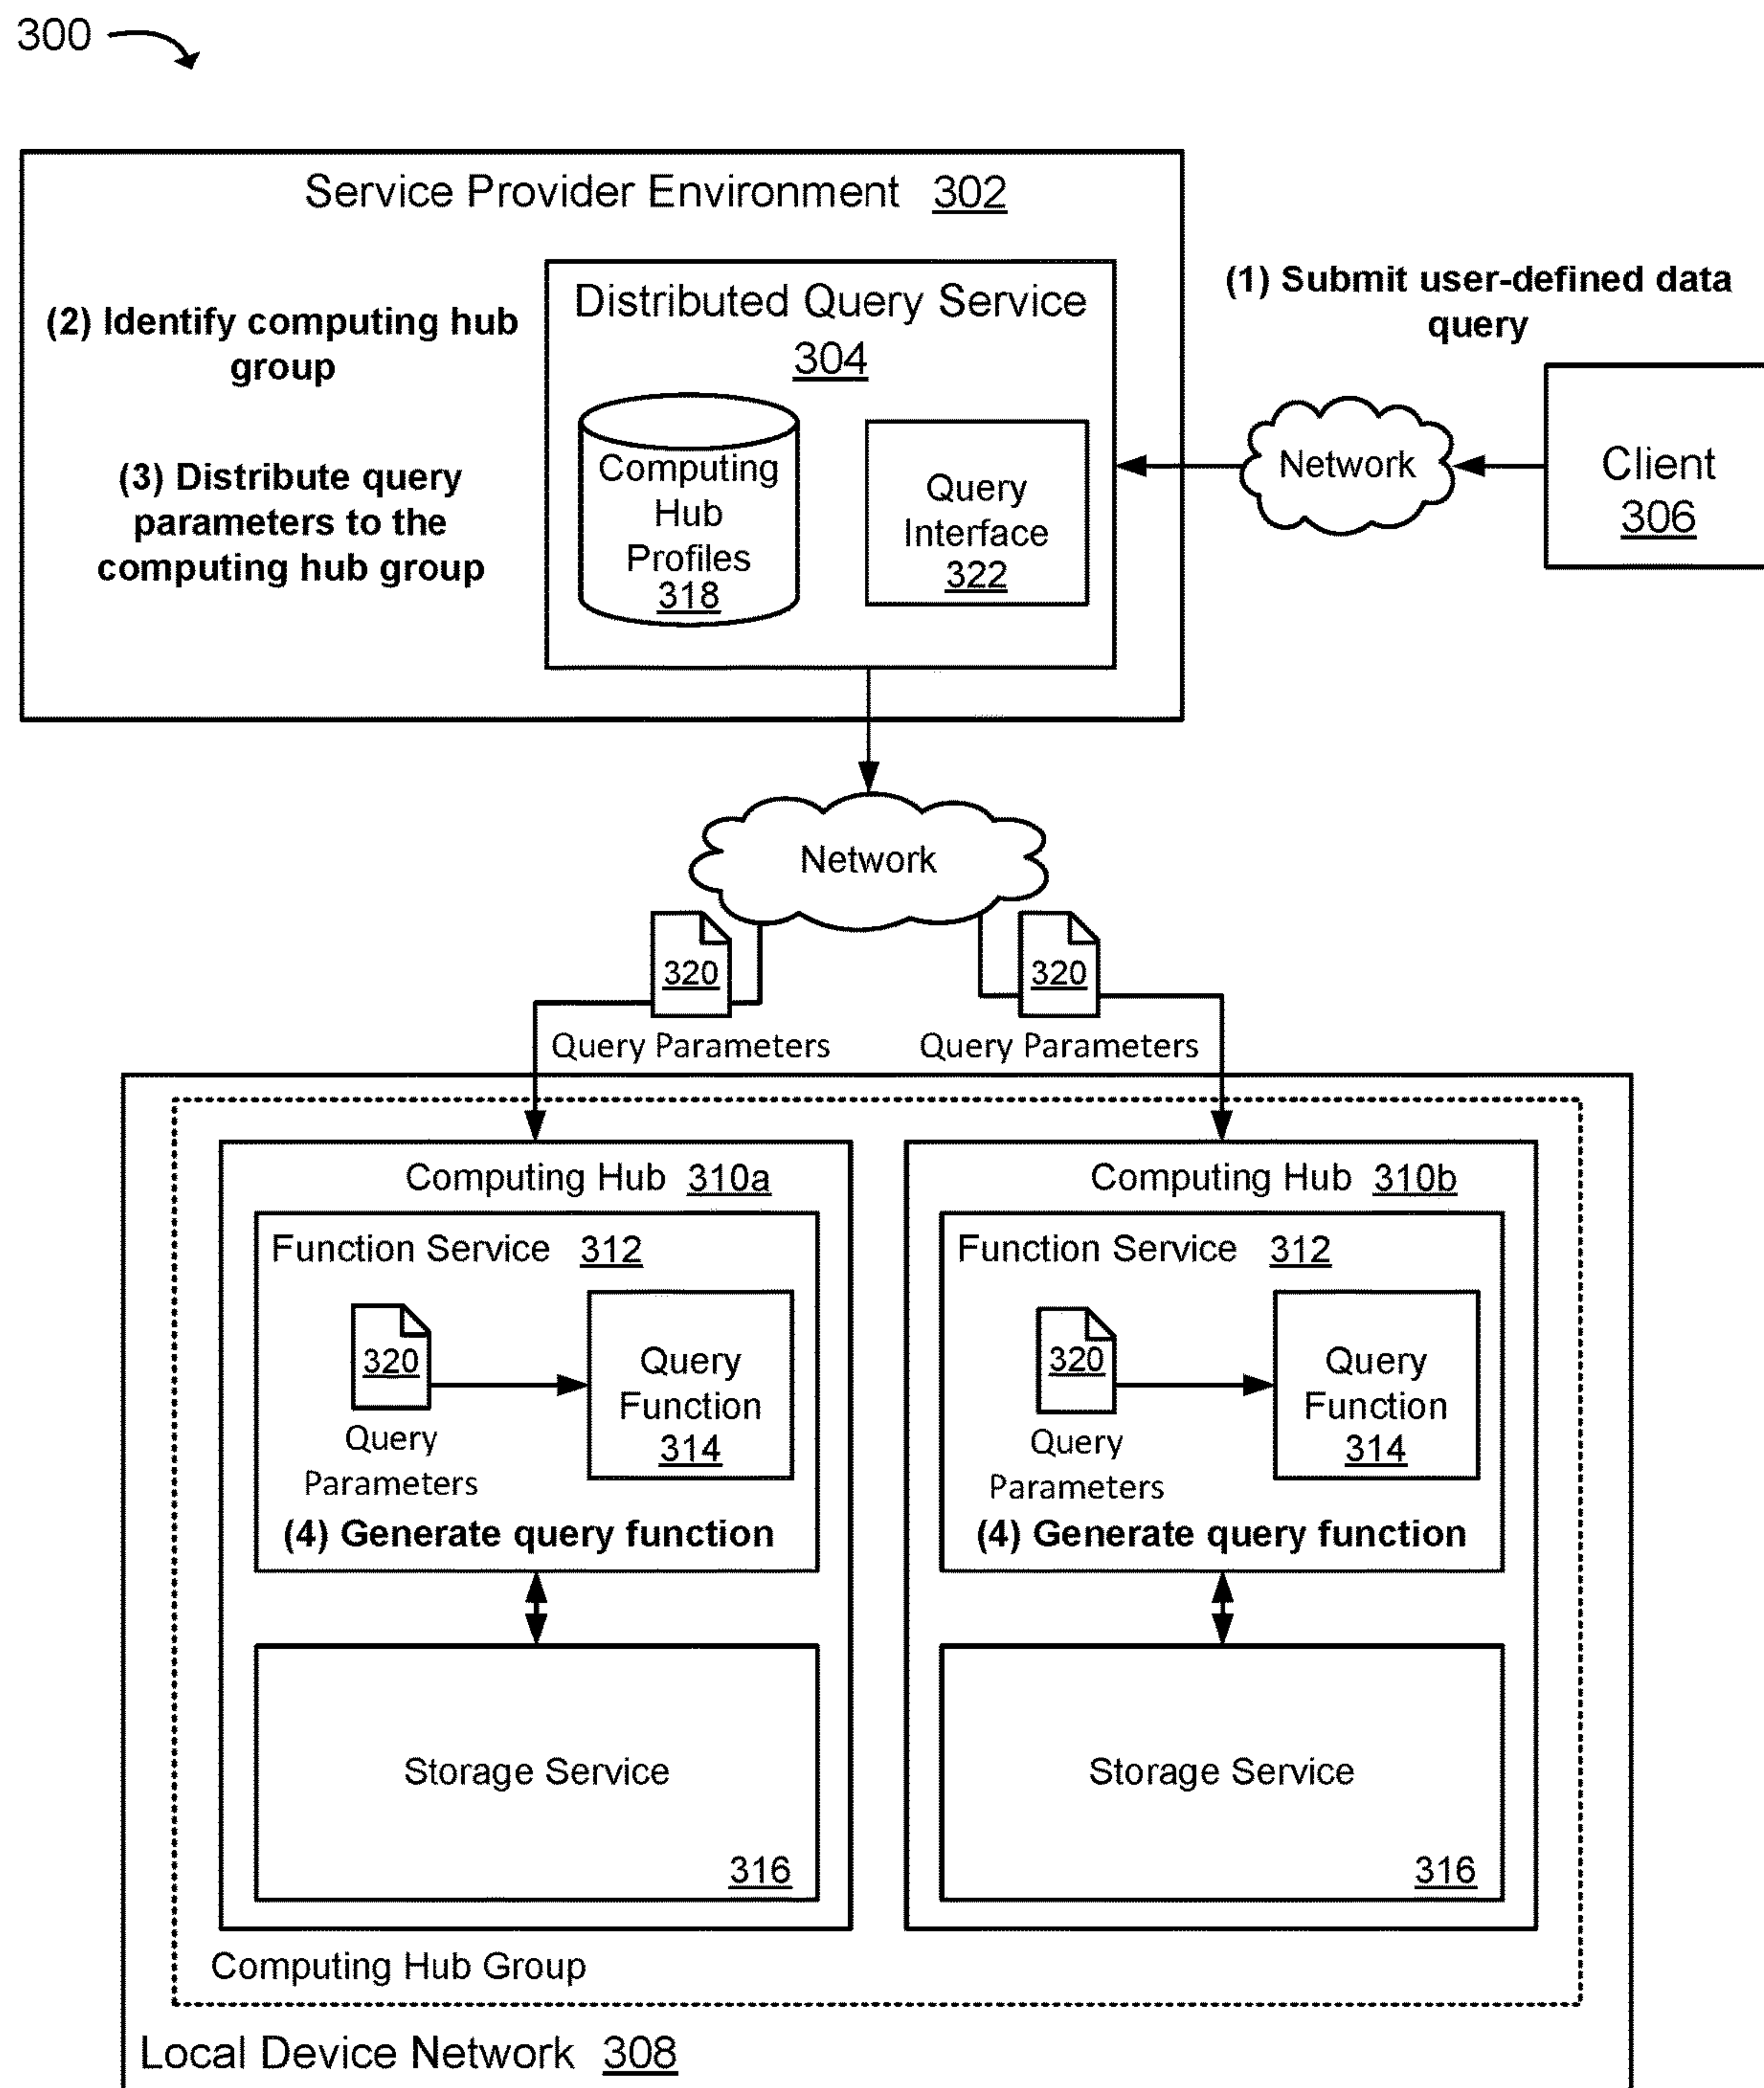 300
Service Provider Environment 302
(1) Submit user-defined data
query
Distributed Query Service
304
(2) Identify computing hub
group
(3) Distribute query
parameters to the
computing hub group
Computing
Hub
Profiles
318
Query
Interface
322
Network
Client
306
Network
320
Query Parameters
320
Query Parameters
Computing Hub 310a
Function Service 312
320
Query
Parameters
Query
Function
314
(4) Generate query function
Storage Service
316
Computing Hub 310b
Function Service 312
320
Query
Parameters
Query
Function
314
(4) Generate query function
Storage Service
316
Computing Hub Group
Local Device Network 308